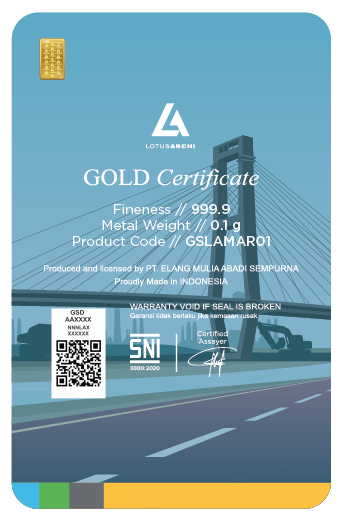 LOTUSARCHI
GOLD Certificate
Fineness // 999.9
Metal Weight // 0.1 g
Product Code // GSLAMAR01
Produced and licensed by PT. ELANG MULIA ABADI SEMPURNA
Proudly Made in INDONESIA
WARRANTY VOID IF SEAL IS BROKEN
Garansi tidak berlaku jika kemasan rusak
GSD
AAXXXX
NNNLAX
XXXXXX
SNI
8880:2020
Certified
Assayer